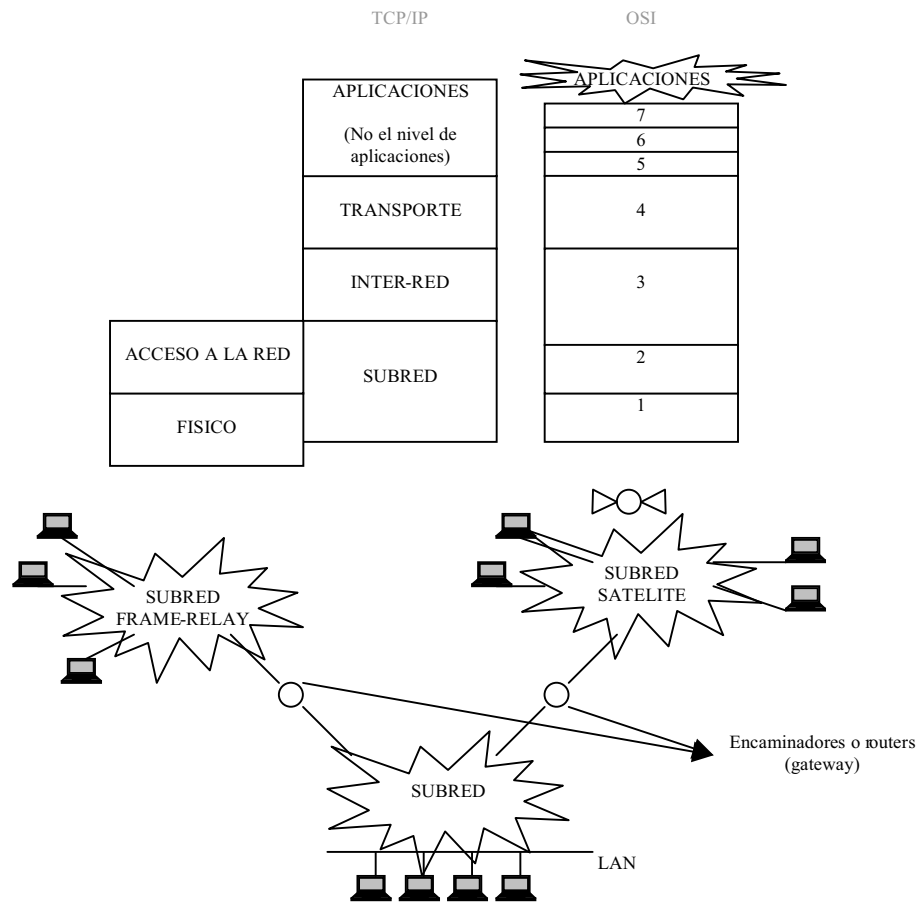 TCP/IP
OSI
APLICACIONES
(No el nivel de
aplicaciones)
TRANSPORTE
INTER-RED
SUBRED
ACCESO A LA RED
FISICO
APLICACIONES
7
6
5
4
3
2
1
SUBRED
FRAME-RELAY
SUBRED
SATELITE
Encaminadores o routers
(gateway)
SUBRED
LAN